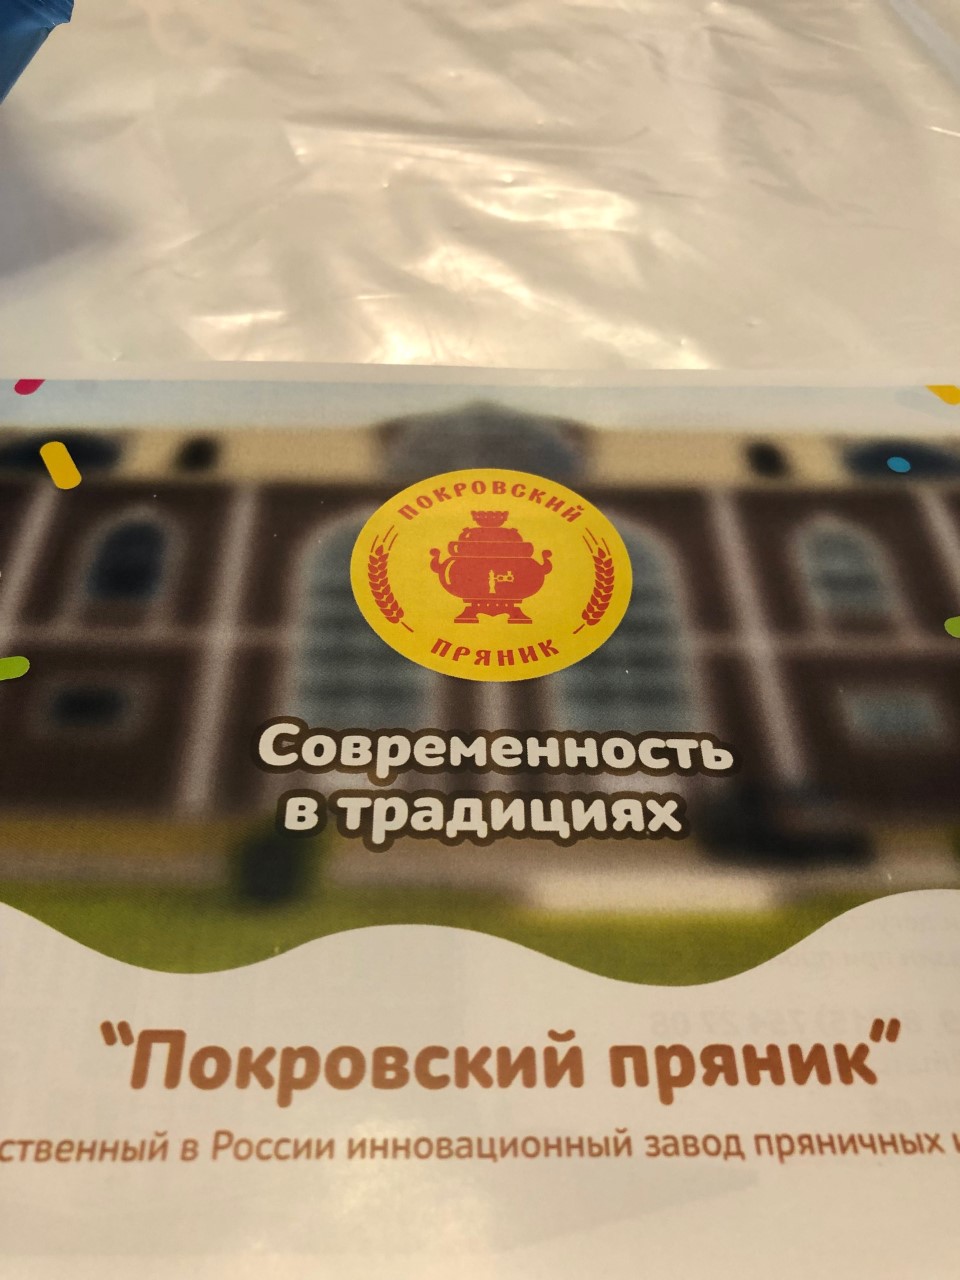 ПОКРОВСКИЙ
ПРЯНИК
Современность
в традициях
"Покровский пряник"
ственный в России инновационный завод пряничных